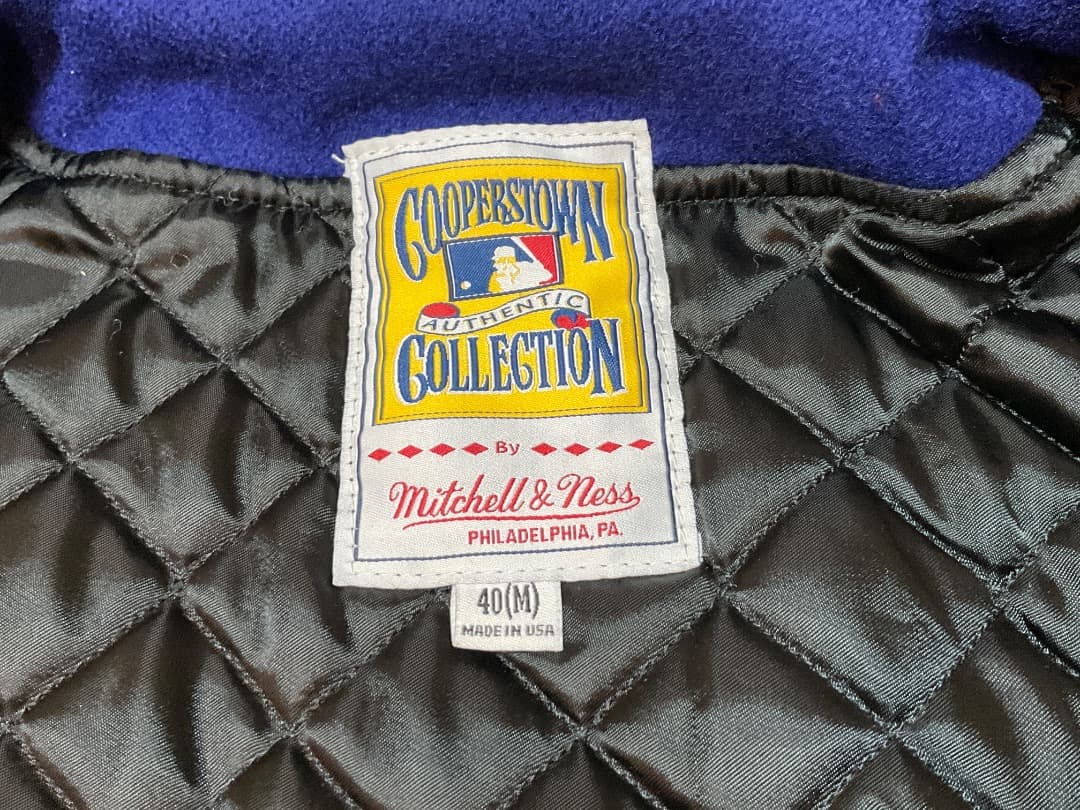 COOPERSTOWN
AUTHENTIC
COLLECTION
By
Mitchell & Ness
PHILADELPHIA, PA.
40(M)
MADE IN USA